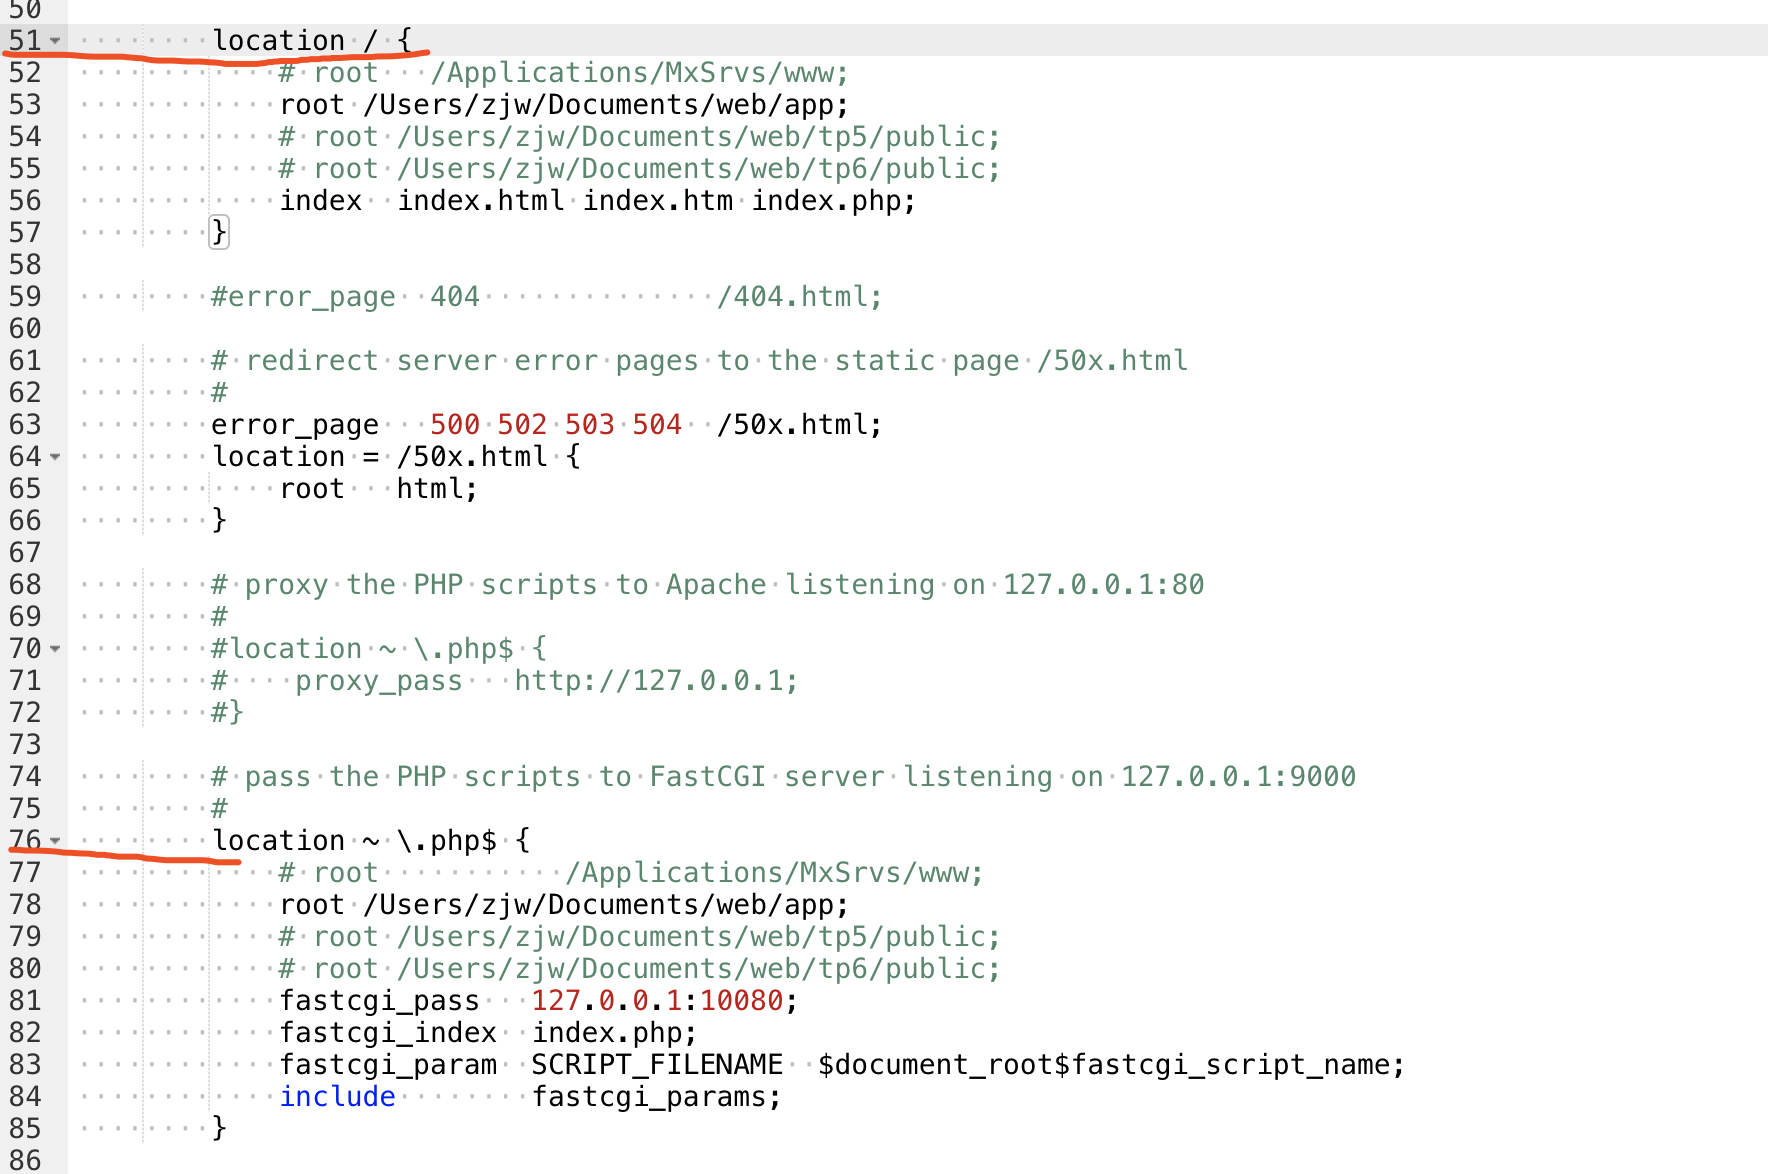 50
51 location / {
52 # root /Applications/MxSrvs/www;
53 root /Users/zjw/Documents/web/app;
54 # root /Users/zjw/Documents/web/tp5/public;
55 # root /Users/zjw/Documents/web/tp6/public;
56 index index.html index.htm index.php;
57 }
58
59 #error_page 404 /404.html;
60
61 # redirect server error pages to the static page /50x.html
62 #
63 error_page 500 502 503 504 /50x.html;
64 location = /50x.html {
65 root html;
66 }
67
68 # proxy the PHP scripts to Apache listening on 127.0.0.1:80
69 #
70 #location ~ \.php$ {
71 # proxy_pass http://127.0.0.1;
72 #}
73
74 # pass the PHP scripts to FastCGI server listening on 127.0.0.1:9000
75 #
76 location ~ \.php$ {
77 # root /Applications/MxSrvs/www;
78 root /Users/zjw/Documents/web/app;
79 # root /Users/zjw/Documents/web/tp5/public;
80 # root /Users/zjw/Documents/web/tp6/public;
81 fastcgi_pass 127.0.0.1:10080;
82 fastcgi_index index.php;
83 fastcgi_param SCRIPT_FILENAME $document_root$fastcgi_script_name;
84 include fastcgi_params;
85 }
86